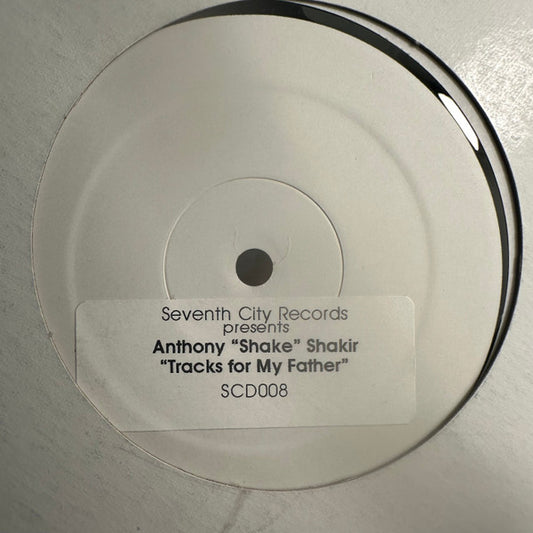 Seventh City Records
presents
Anthony “Shake” Shakir
“Tracks for My Father”
SCD008